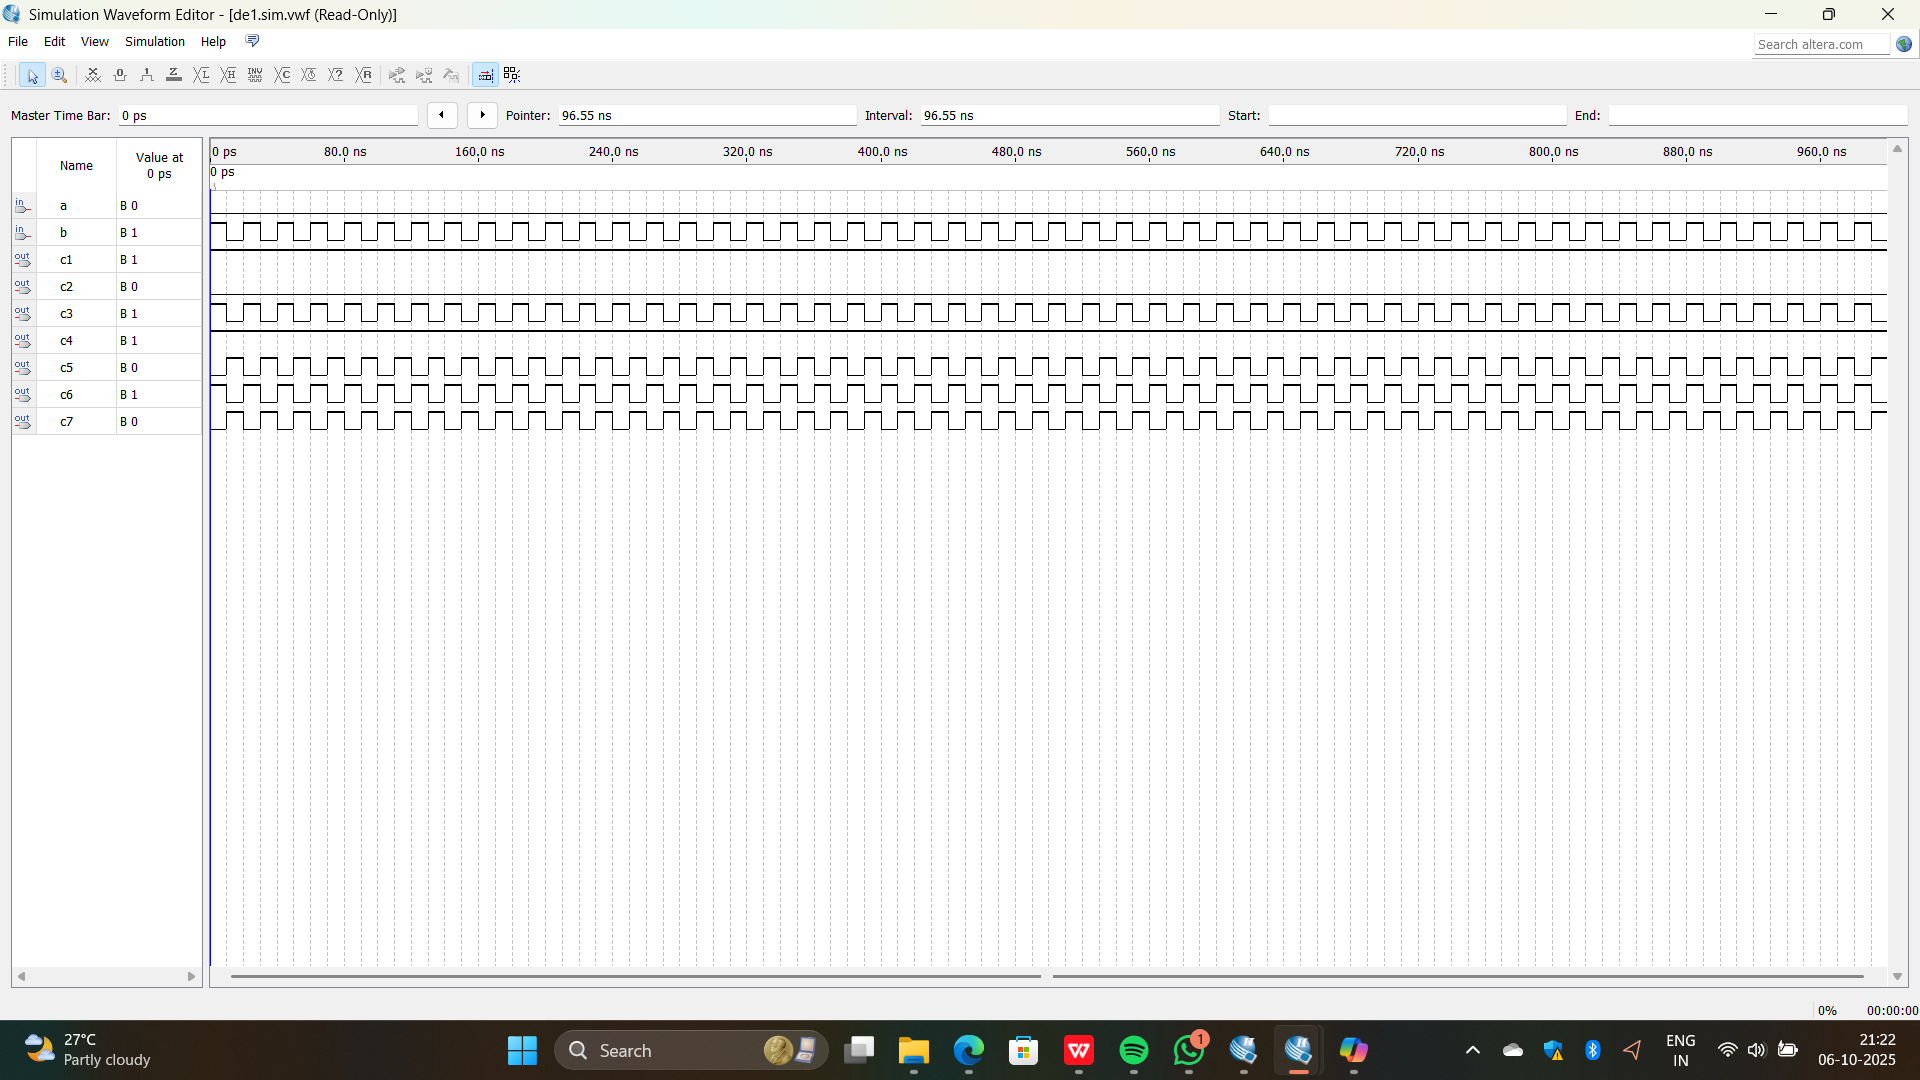 Simulation Waveform Editor - [de1.sim.vwf (Read-Only)]
File Edit View Simulation Help
Search altera.com
Master Time Bar: 0 ps Pointer: 96.55 ns Interval: 96.55 ns Start: End:
Name Value at 0 ps
0 ps 80.0 ns 160.0 ns 240.0 ns 320.0 ns 400.0 ns 480.0 ns 560.0 ns 640.0 ns 720.0 ns 800.0 ns 880.0 ns 960.0 ns
0 ps
in a B 0
in b B 1
out c1 B 1
out c2 B 0
out c3 B 1
out c4 B 1
out c5 B 0
out c6 B 1
out c7 B 0
0% 00:00:00
27°C
Partly cloudy
Search
1
ENG
IN
21:22
06-10-2025